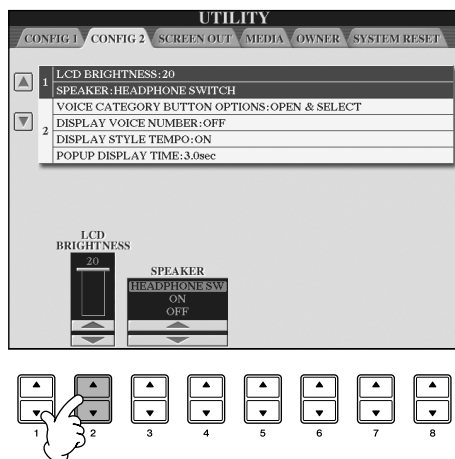 UTILITY
CONFIG 1 CONFIG 2 SCREEN OUT MEDIA OWNER SYSTEM RESET
1 LCD BRIGHTNESS:20
SPEAKER:HEADPHONE SWITCH
2 VOICE CATEGORY BUTTON OPTIONS:OPEN & SELECT
DISPLAY VOICE NUMBER:OFF
DISPLAY STYLE TEMPO:ON
POPUP DISPLAY TIME:3.0sec
LCD
BRIGHTNESS
20
SPEAKER
HEADPHONE SW
ON
OFF
1 2 3 4 5 6 7 8